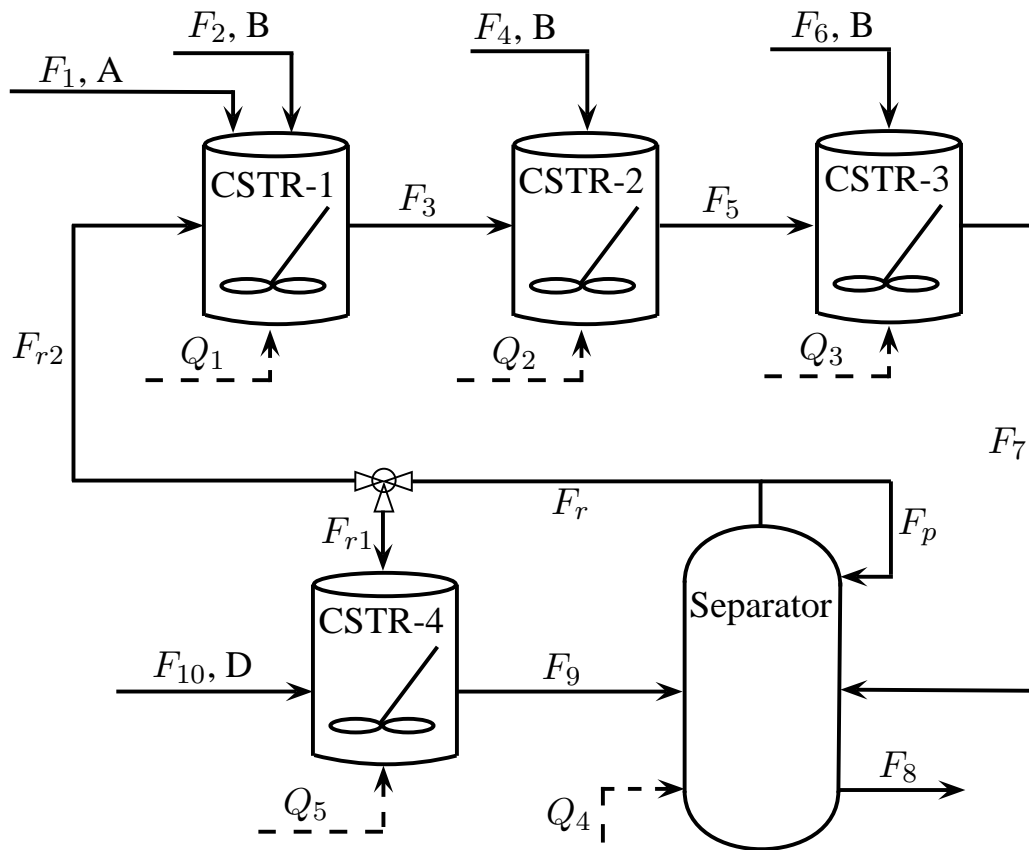 F₂, B
F₄, B
F₆, B
F₁, A
CSTR-1
CSTR-2
CSTR-3
F₃
F₅
Fr2
Q₁
Q₂
Q₃
F₇
Fr
Fp
Fr1
CSTR-4
Separator
F₁₀, D
F₉
F₈
Q₅
Q₄